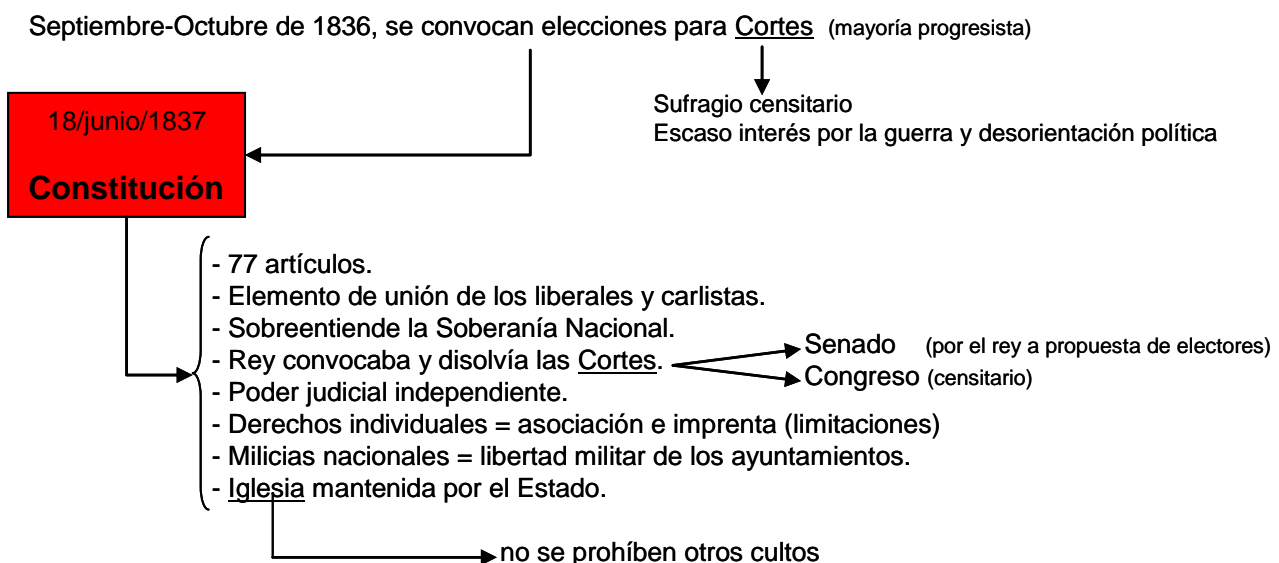 Septiembre-Octubre de 1836, se convocan elecciones para Cortes (mayoría progresista)
Sufragio censitario
Escaso interés por la guerra y desorientación política
18/junio/1837
Constitución
- 77 artículos.
- Elemento de unión de los liberales y carlistas.
- Sobreentiende la Soberanía Nacional.
- Rey convocaba y disolvía las Cortes.
Senado (por el rey a propuesta de electores)
Congreso (censitario)
- Poder judicial independiente.
- Derechos individuales = asociación e imprenta (limitaciones)
- Milicias nacionales = libertad militar de los ayuntamientos.
- Iglesia mantenida por el Estado.
no se prohíben otros cultos